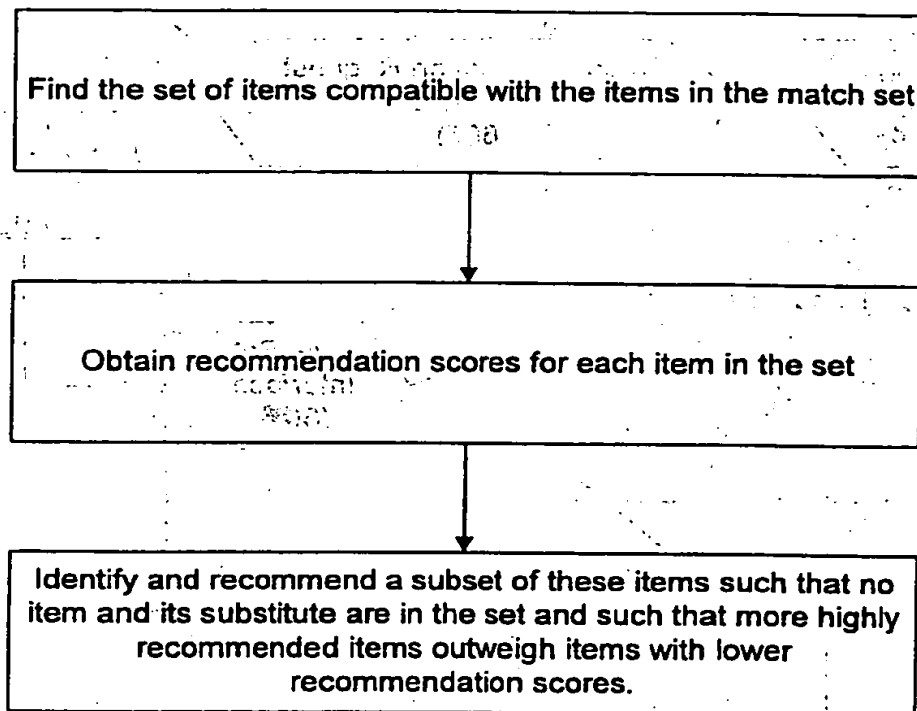 Find the set of items compatible with the items in the match set
Obtain recommendation scores for each item in the set
Identify and recommend a subset of these items such that no
item and its substitute are in the set and such that more highly
recommended items outweigh items with lower
recommendation scores.